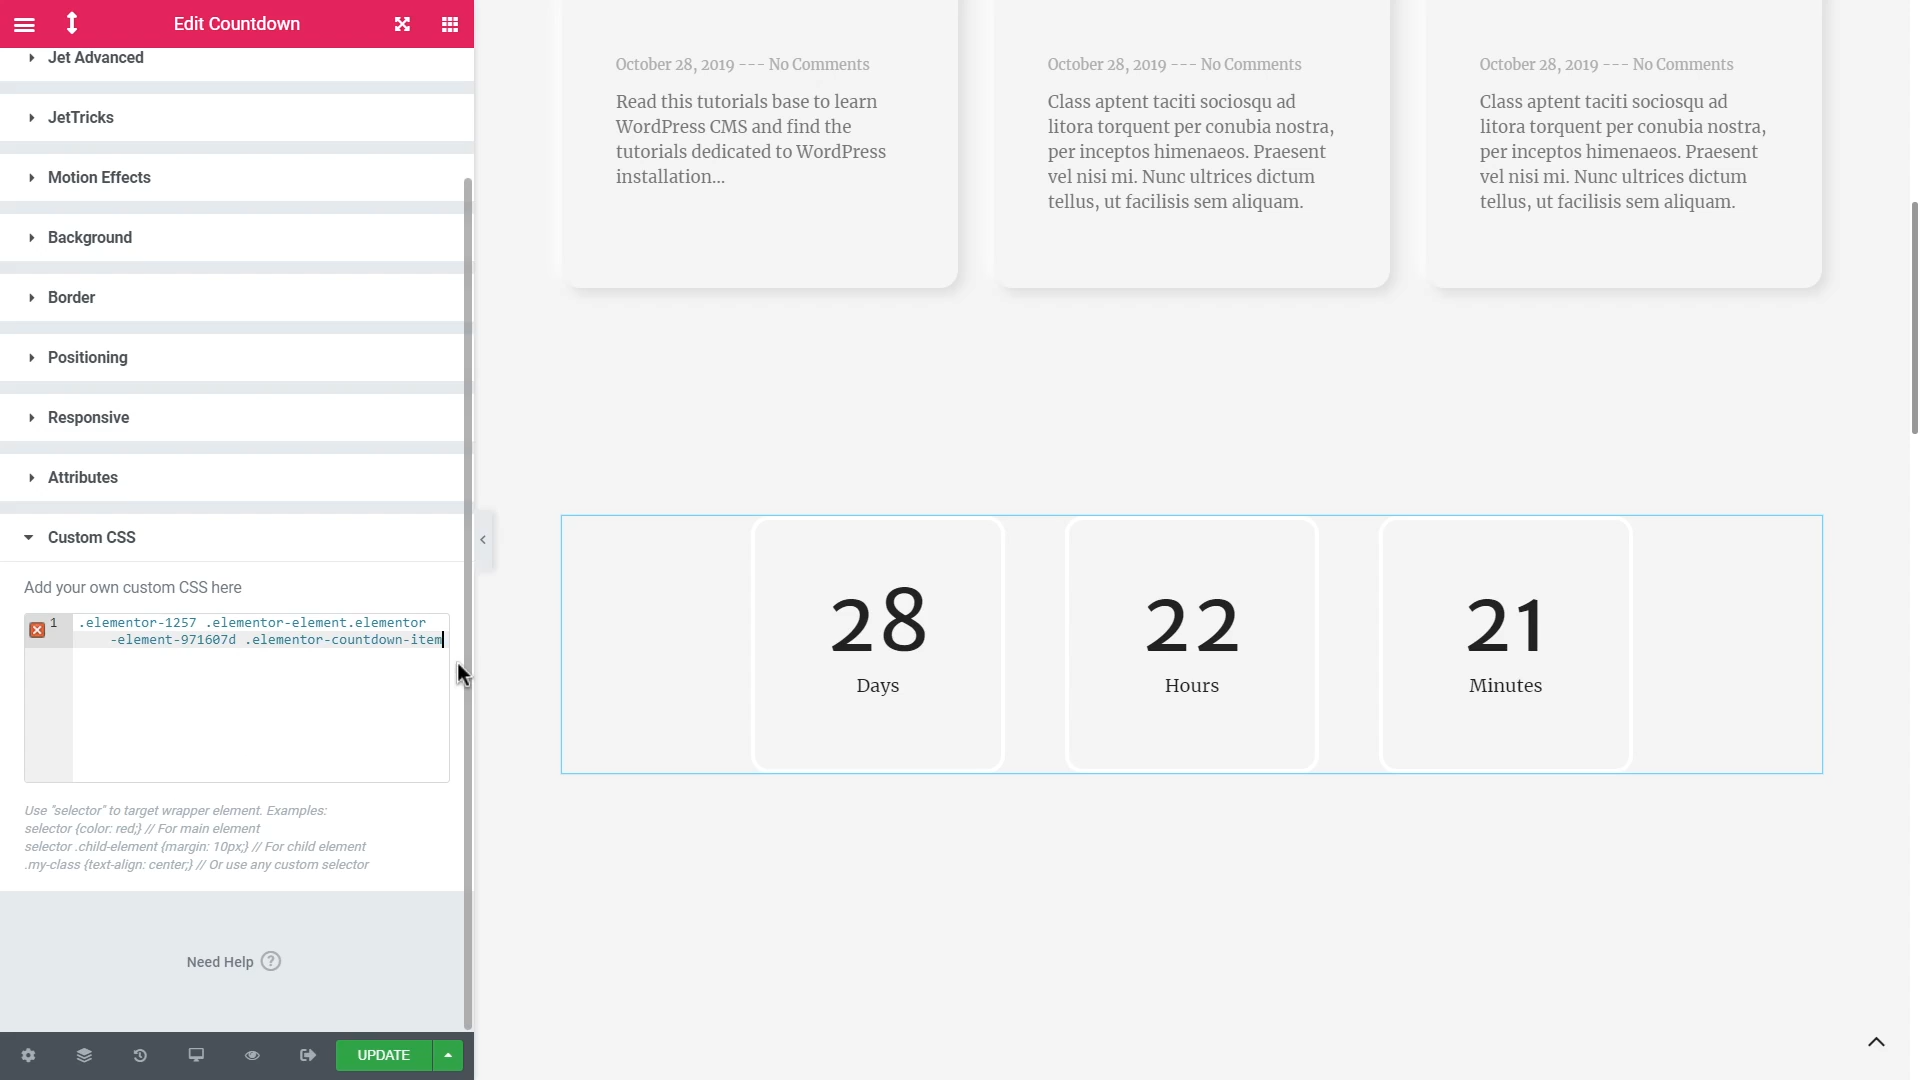 Edit Countdown
Jet Advanced
JetTricks
Motion Effects
Background
Border
Positioning
Responsive
Attributes
Custom CSS
Add your own custom CSS here
1 .elementor-1257 .elementor-element.elementor
-element-971607d .elementor-countdown-item
Use "selector" to target wrapper element. Examples:
selector {color: red;} // For main element
selector .child-element {margin: 10px;} // For child element
.my-class {text-align: center;} // Or use any custom selector
Need Help ?
UPDATE
October 28, 2019 --- No Comments
Read this tutorials base to learn
WordPress CMS and find the
tutorials dedicated to WordPress
installation...
October 28, 2019 --- No Comments
Class aptent taciti sociosqu ad
litora torquent per conubia nostra,
per inceptos himenaeos. Praesent
vel nisi mi. Nunc ultrices dictum
tellus, ut facilisis sem aliquam.
October 28, 2019 --- No Comments
Class aptent taciti sociosqu ad
litora torquent per conubia nostra,
per inceptos himenaeos. Praesent
vel nisi mi. Nunc ultrices dictum
tellus, ut facilisis sem aliquam.
28
Days
22
Hours
21
Minutes